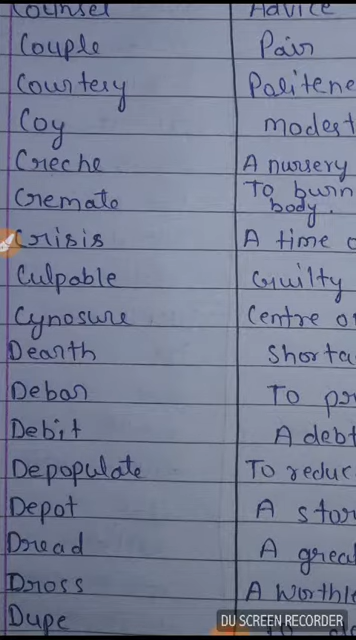 Counsel Advice
Couple Pair
Courtesy Politene
Coy modest
Creche A nursery
Cremate To burn
body.
Crisis A time
Culpable Guilty
Cynosure Centre
Dearth Shorta
Debar To pr
Debit A debt
Depopulate To reduc
Depot A stor
Dread A great
Dross A worthle
Dupe
DU SCREEN RECORDER